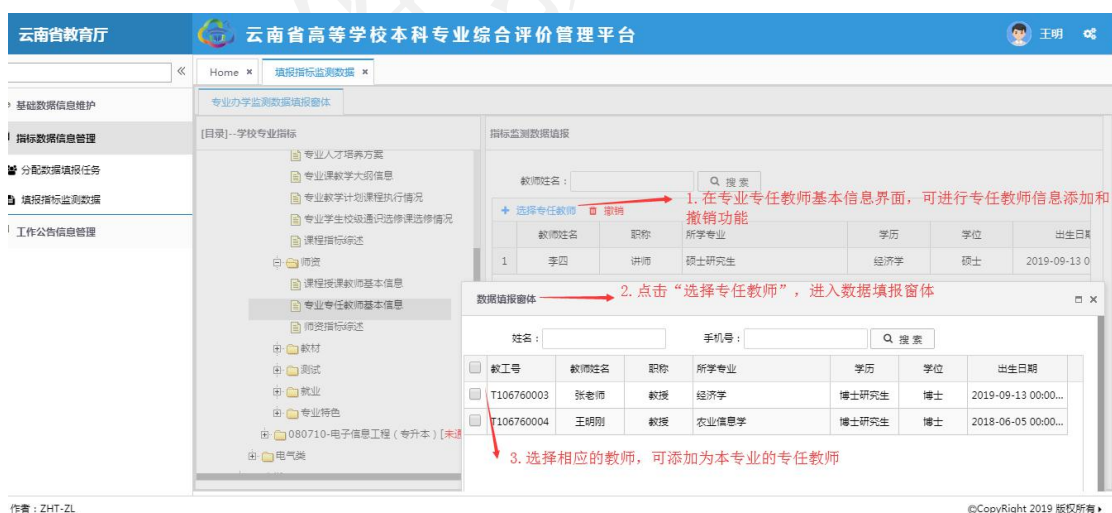 云南省教育厅
云南省高等学校本科专业综合评价管理平台
王明
Home ×
填报指标监测数据 ×
基础数据信息维护
指标数据信息管理
分配数据填报任务
填报指标监测数据
工作公告信息管理
专业办学监测数据填报窗体
[目录]--学校专业指标
专业人才培养方案
专业课教学大纲信息
专业教学计划课程执行情况
专业学生校级通识选修课选修情况
课程指标综述
师资
课程授课教师基本信息
专业专任教师基本信息
师资指标综述
教材
测试
就业
专业特色
080710-电子信息工程（专升本）[未退
电气类
指标监测数据填报
教师姓名： 搜索
选择专任教师 撤销
1.在专业专任教师基本信息界面，可进行专任教师信息添加和
撤销功能
教师姓名 职称 所学专业 学历 学位 出生日期
1 李四 讲师 硕士研究生 经济学 硕士 2019-09-13 0
数据填报窗体
2.点击“选择专任教师”，进入数据填报窗体
姓名： 手机号： 搜索
教工号 教师姓名 职称 所学专业 学历 学位 出生日期
T106760003 张老师 教授 经济学 博士研究生 博士 2019-09-13 00:00...
T106760004 王明刚 教授 农业信息学 博士研究生 博士 2018-06-05 00:00...
3.选择相应的教师，可添加为本专业的专任教师
作者：ZHT-ZL
©CopyRight 2019 版权所有